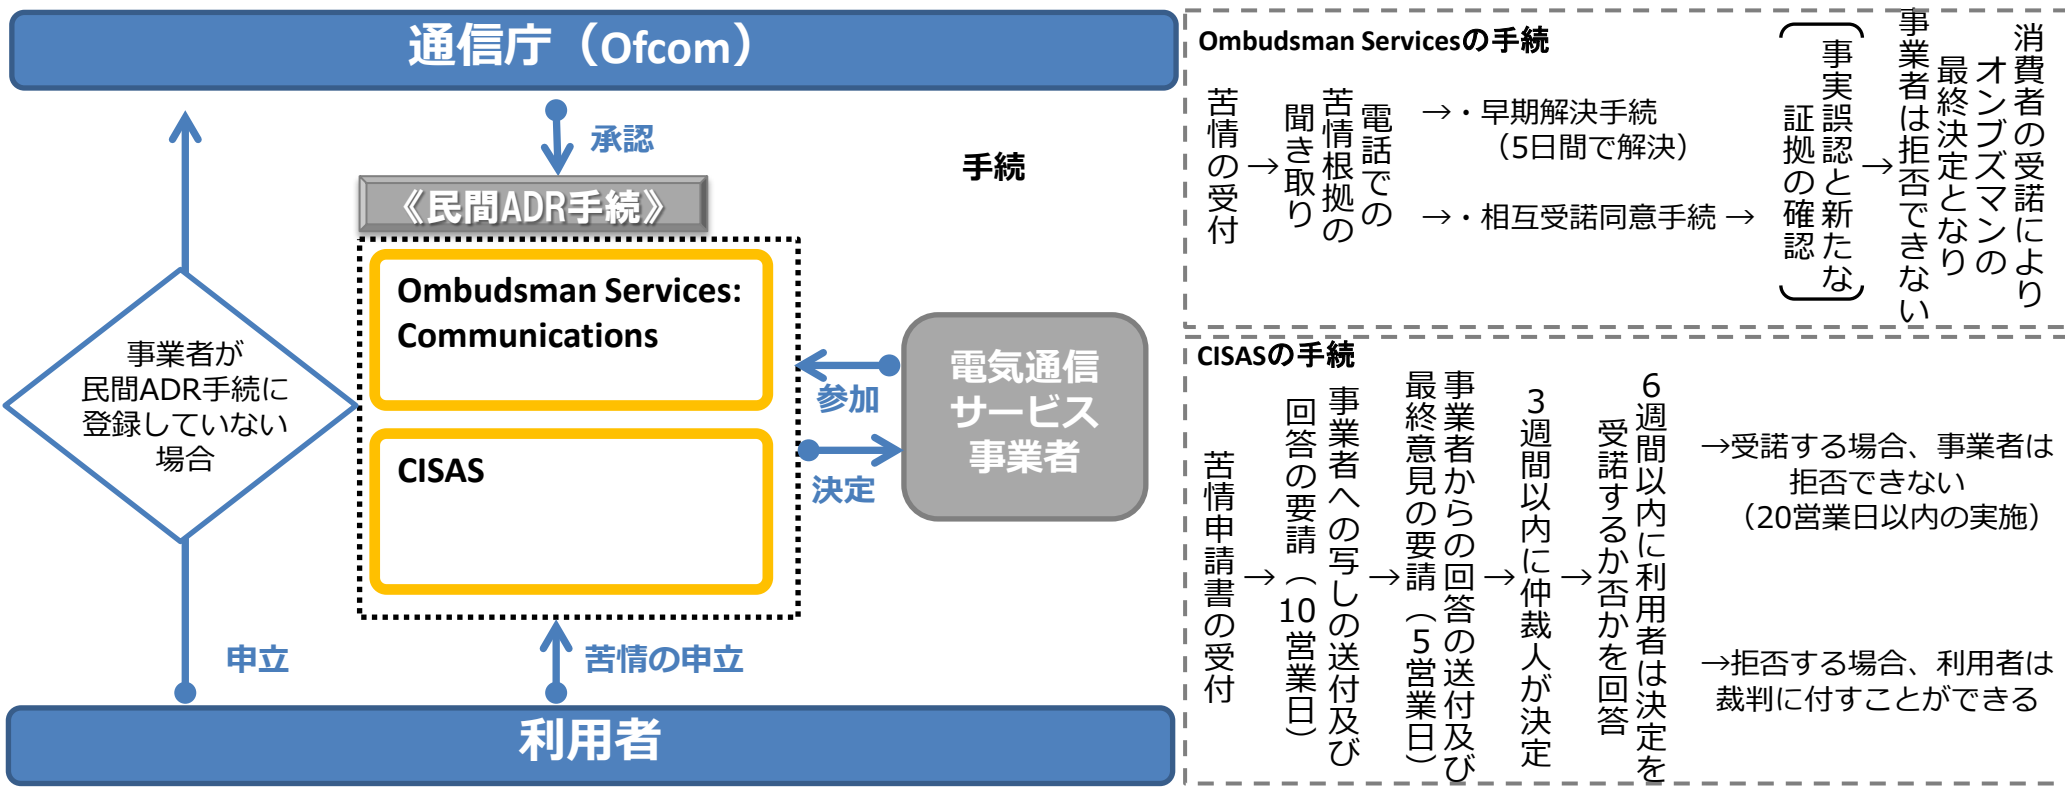 通信庁（Ofcom）
承認
手続
《民間ADR手続》
Ombudsman Services:
Communications
CISAS
事業者が
民間ADR手続に
登録していない
場合
参加
決定
電気通信
サービス
事業者
申立
苦情の申立
利用者
Ombudsman Servicesの手続
苦情の受付
→
電話での
苦情根拠の
聞き取り
→・早期解決手続
（5日間で解決）
→・相互受諾同意手続→
（事実誤認と新たな
証拠の確認）
→
消費者の受諾により
オンブズマンの
最終決定となり
事業者は拒否できない
CISASの手続
苦情申請書の受付
→
事業者への写しの送付及び
回答の要請（10営業日）
→
事業者からの回答の送付及び
最終意見の要請（5営業日）
→
3週間以内に仲裁人が決定
→
6週間以内に利用者は決定を
受諾するか否かを回答
→受諾する場合、事業者は
拒否できない
（20営業日以内の実施）
→拒否する場合、利用者は
裁判に付すことができる